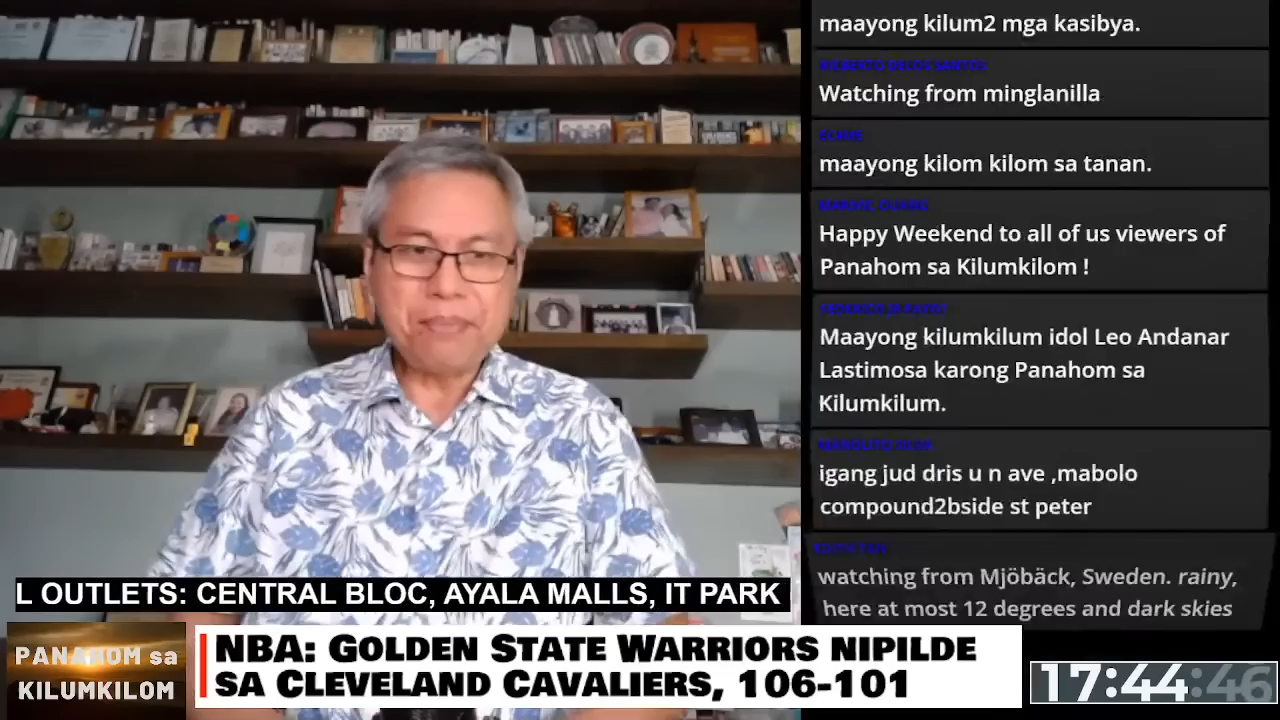 maayong kilum2 mga kasibya.
Watching from minglanilla
maayong kilom kilom sa tanan.
Happy Weekend to all of us viewers of
Panahom sa Kilumkilom !
Maayong kilumkilum idol Leo Andanar
Lastimosa karong Panahom sa
Kilumkilum.
MANOLITO SILVA
igang jud dris u n ave ,mabolo
compound2bside st peter
watching from Mjöbäck, Sweden. rainy,
here at most 12 degrees and dark skies
L OUTLETS: CENTRAL BLOC, AYALA MALLS, IT PARK
PANAHOM sa
KILUMKILOM
NBA: GOLDEN STATE WARRIORS NIPILDE
SA CLEVELAND CAVALIERS, 106-101
17:44:46